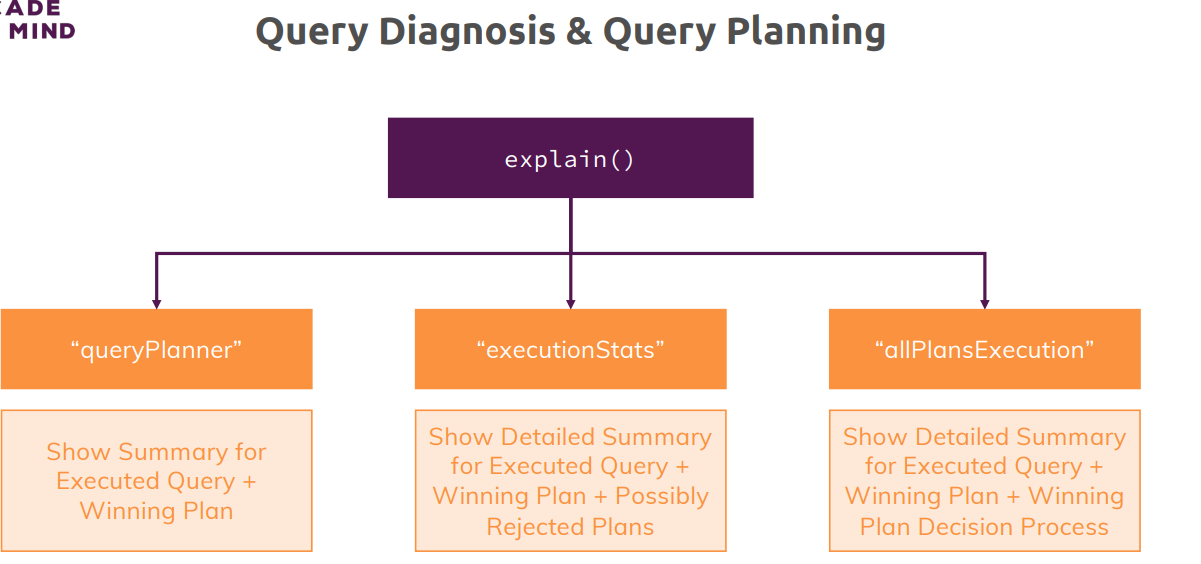 CADE
MIND
Query Diagnosis & Query Planning
explain()
“queryPlanner”
“executionStats”
“allPlansExecution”
Show Summary for
Executed Query +
Winning Plan
Show Detailed Summary
for Executed Query +
Winning Plan + Possibly
Rejected Plans
Show Detailed Summary
for Executed Query +
Winning Plan + Winning
Plan Decision Process